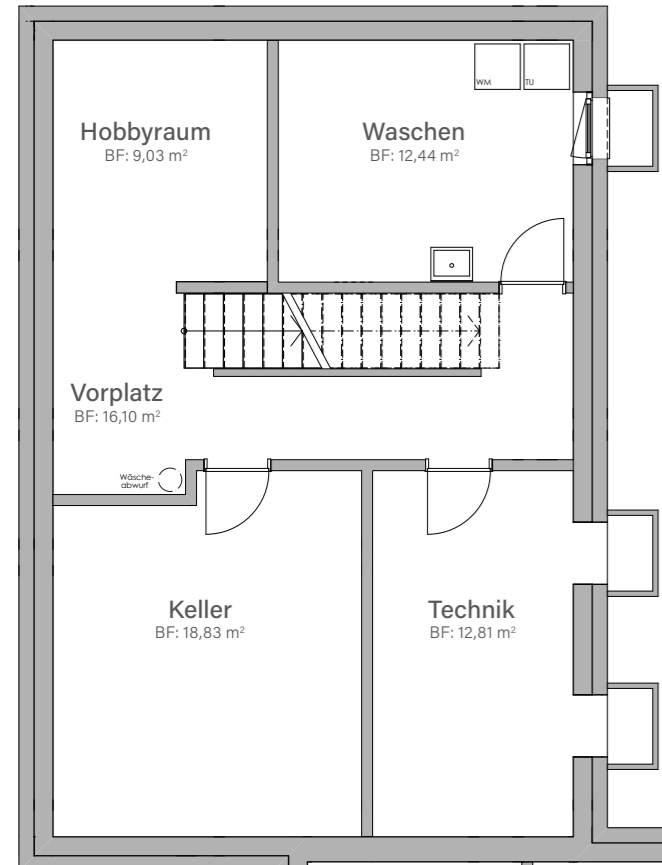 WM
TU
Hobbyraum
BF: 9,03 m²
Waschen
BF: 12,44 m²
Vorplatz
BF: 16,10 m²
Wäsche-
abwurf
Keller
BF: 18,83 m²
Technik
BF: 12,81 m²